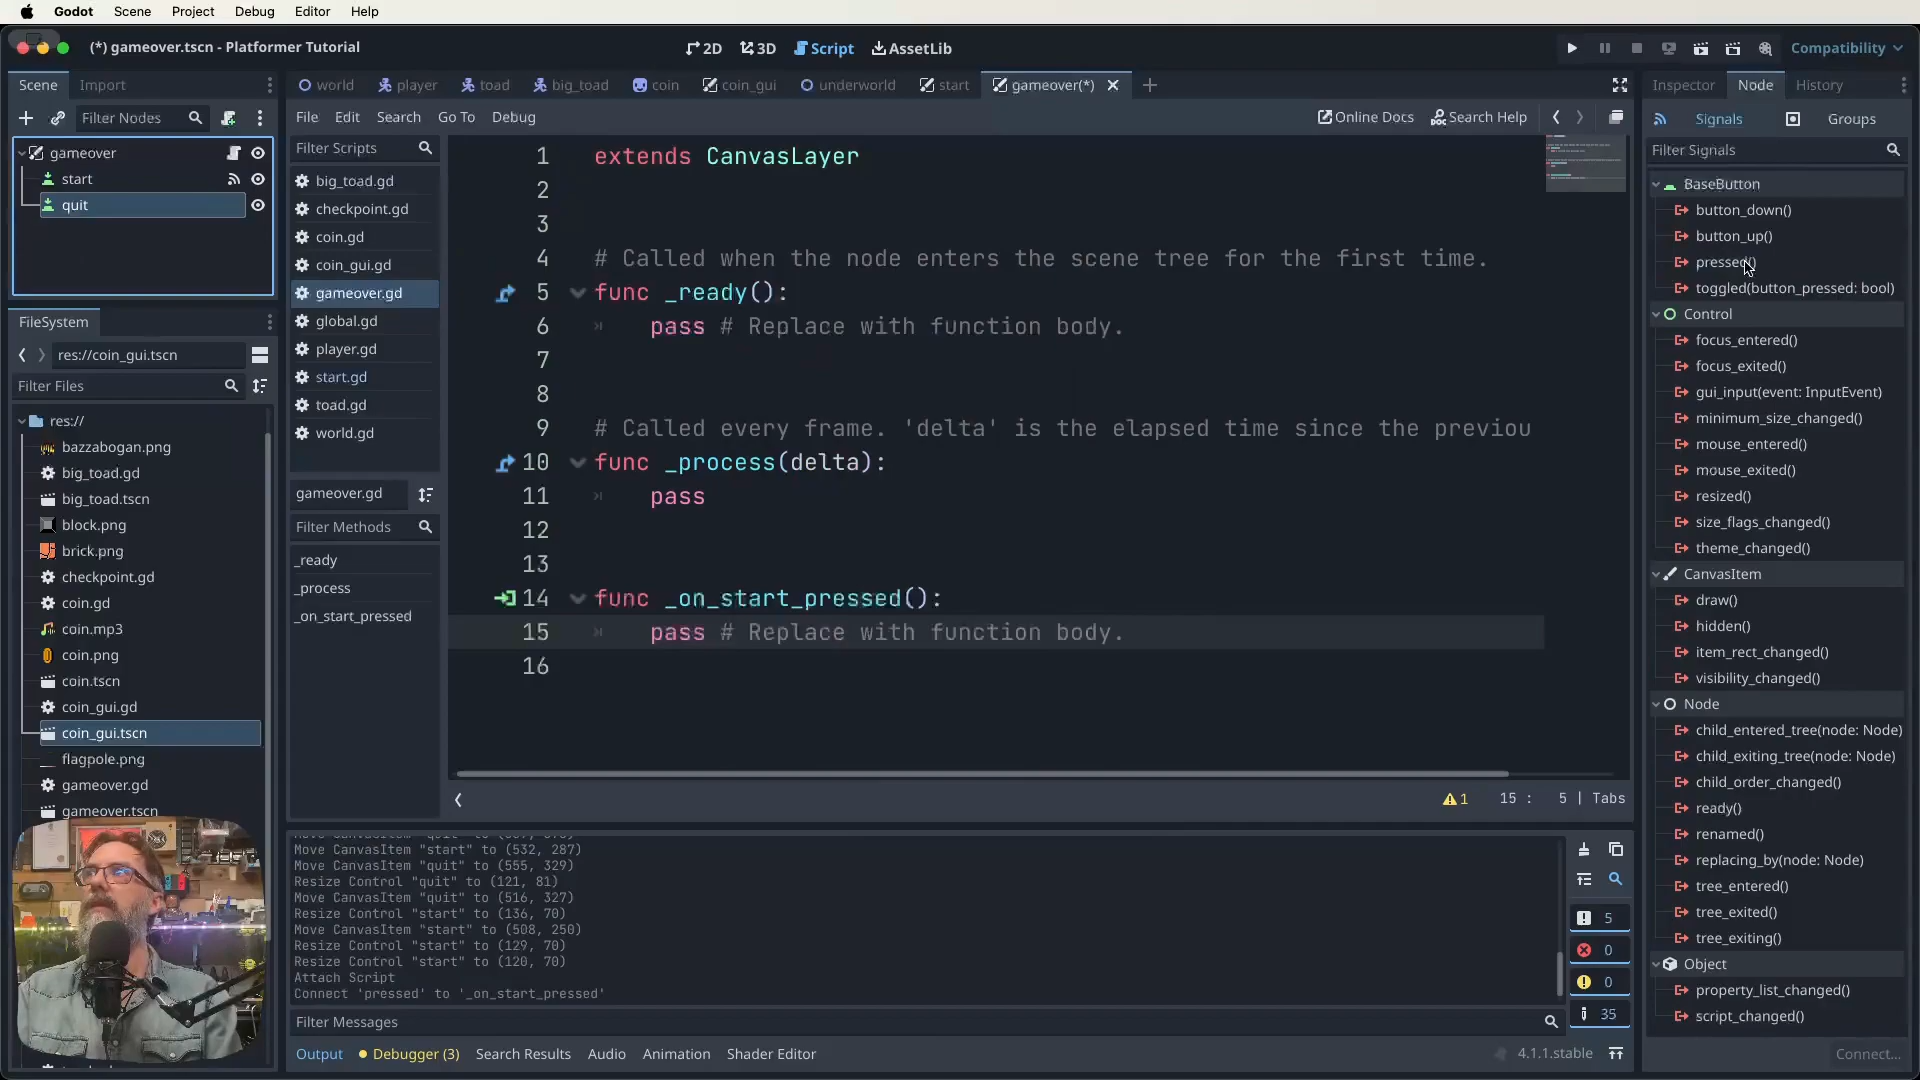 Godot Scene Project Debug Editor Help
(*) gameover.tscn - Platformer Tutorial
2D 3D Script AssetLib
Compatibility
Scene Import
world player toad big_toad coin coin_gui underworld start gameover(*)
Inspector Node History
Filter Nodes
gameover
start
quit
FileSystem
res://coin_gui.tscn
Filter Files
res://
bazzabogan.png
big_toad.gd
big_toad.tscn
block.png
brick.png
checkpoint.gd
coin.gd
coin.mp3
coin.png
coin.tscn
coin_gui.gd
coin_gui.tscn
flagpole.png
gameover.gd
gameover.tscn
File Edit Search Go To Debug
Online Docs Search Help
Filter Scripts
big_toad.gd
checkpoint.gd
coin.gd
coin_gui.gd
gameover.gd
global.gd
player.gd
start.gd
toad.gd
world.gd
gameover.gd
Filter Methods
_ready
_process
_on_start_pressed
1 extends CanvasLayer
2
3
4 # Called when the node enters the scene tree for the first time.
5 func _ready():
6 pass # Replace with function body.
7
8
9 # Called every frame. 'delta' is the elapsed time since the previou
10 func _process(delta):
11 pass
12
13
14 func _on_start_pressed():
15 pass # Replace with function body.
16
1 15 : 5 | Tabs
Move CanvasItem "start" to (532, 287)
Move CanvasItem "quit" to (555, 329)
Resize Control "quit" to (121, 81)
Move CanvasItem "quit" to (516, 327)
Resize Control "start" to (136, 70)
Move CanvasItem "start" to (508, 250)
Resize Control "start" to (129, 70)
Resize Control "start" to (120, 70)
Attach Script
Connect 'pressed' to '_on_start_pressed'
Filter Messages
5
0
0
35
Output Debugger (3) Search Results Audio Animation Shader Editor
4.1.1.stable
Signals Groups
Filter Signals
BaseButton
button_down()
button_up()
pressed()
toggled(button_pressed: bool)
Control
focus_entered()
focus_exited()
gui_input(event: InputEvent)
minimum_size_changed()
mouse_entered()
mouse_exited()
resized()
size_flags_changed()
theme_changed()
CanvasItem
draw()
hidden()
item_rect_changed()
visibility_changed()
Node
child_entered_tree(node: Node)
child_exiting_tree(node: Node)
child_order_changed()
ready()
renamed()
replacing_by(node: Node)
tree_entered()
tree_exited()
tree_exiting()
Object
property_list_changed()
script_changed()
Connect...